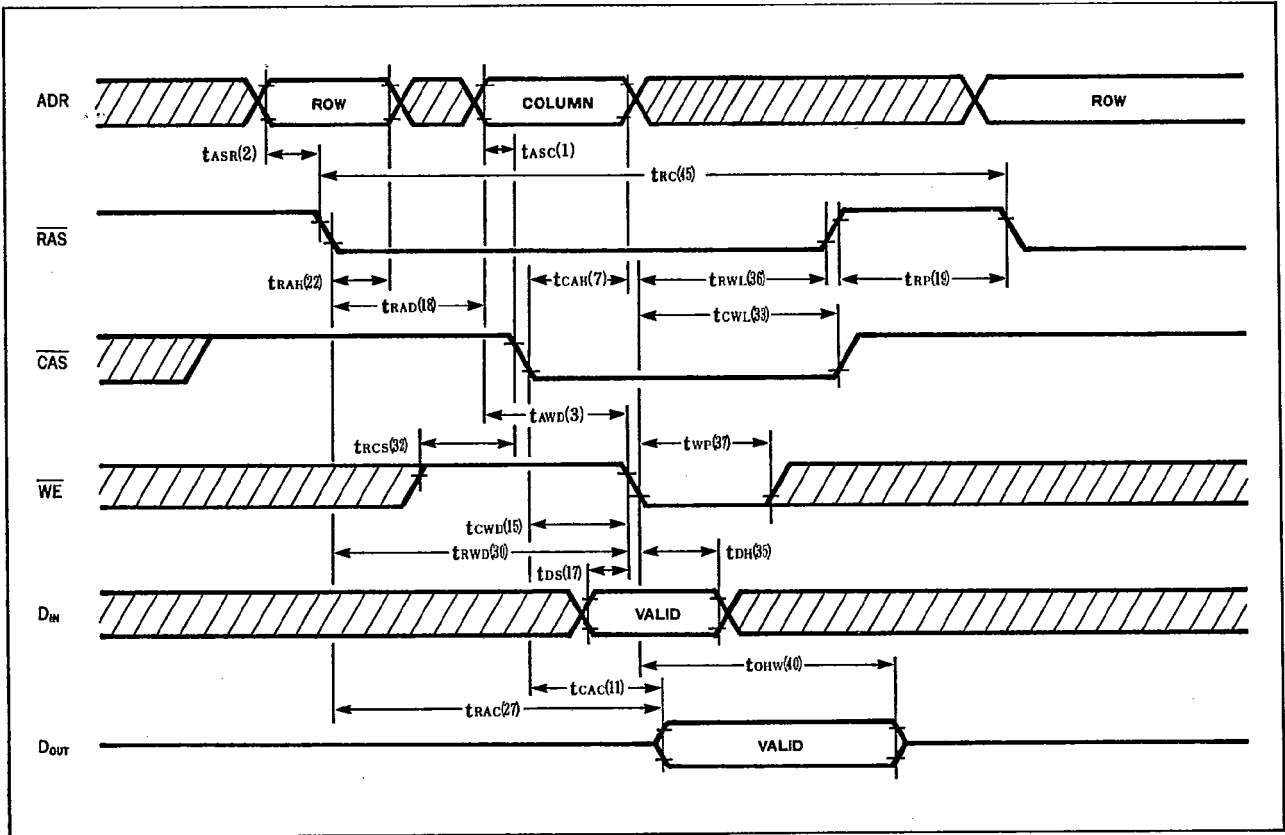 ADR
ROW
COLUMN
ROW
tASR(2)
tASC(1)
tRC(45)
RAS
tRAH(22)
tCAH(7)
tRWL(36)
tRP(19)
tRAD(18)
tCWL(33)
CAS
tAWD(3)
tRCS(32)
tWP(37)
WE
tCWD(15)
tRWD(30)
tDH(35)
tDS(17)
DIN
VALID
tOHW(40)
tCAC(11)
tRAC(27)
DOUT
VALID